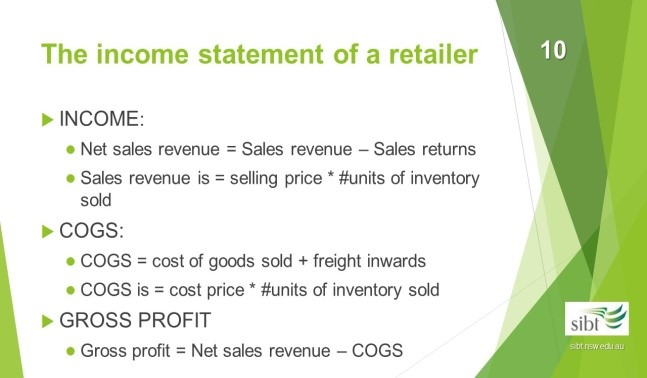 The income statement of a retailer
10
INCOME:
Net sales revenue = Sales revenue – Sales returns
Sales revenue is = selling price * #units of inventory
sold
COGS:
COGS = cost of goods sold + freight inwards
COGS is = cost price * #units of inventory sold
GROSS PROFIT
Gross profit = Net sales revenue – COGS
sibt
sibt.nsw.edu.au